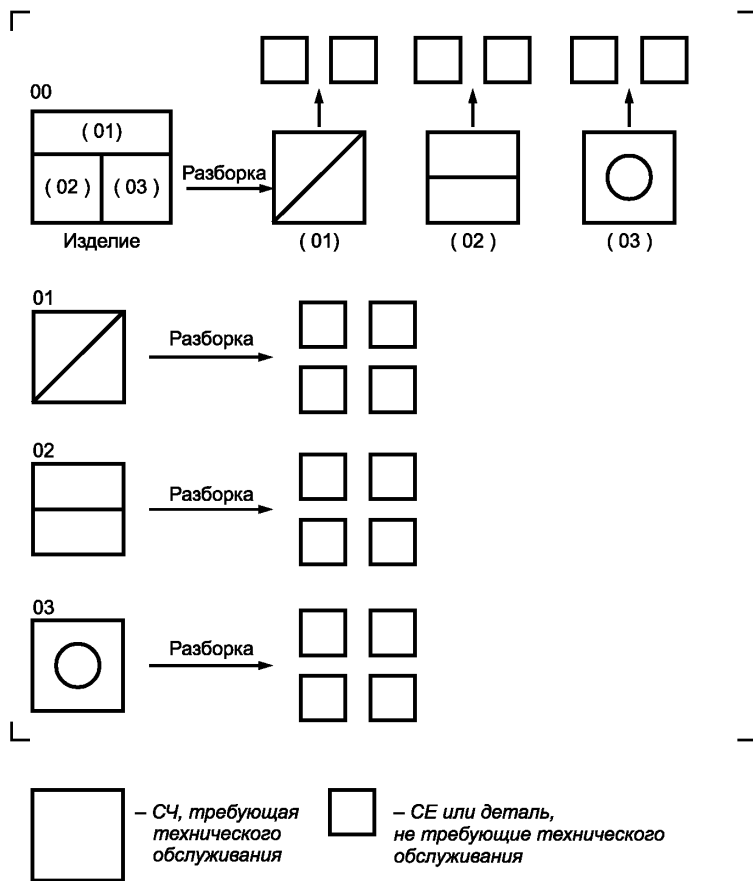 00
( 01)
( 02 ) ( 03 )
Изделие
Разборка
( 01)
( 02 )
( 03 )
01
Разборка
02
Разборка
03
Разборка
– СЧ, требующая
технического
обслуживания
– СЕ или деталь,
не требующие технического
обслуживания